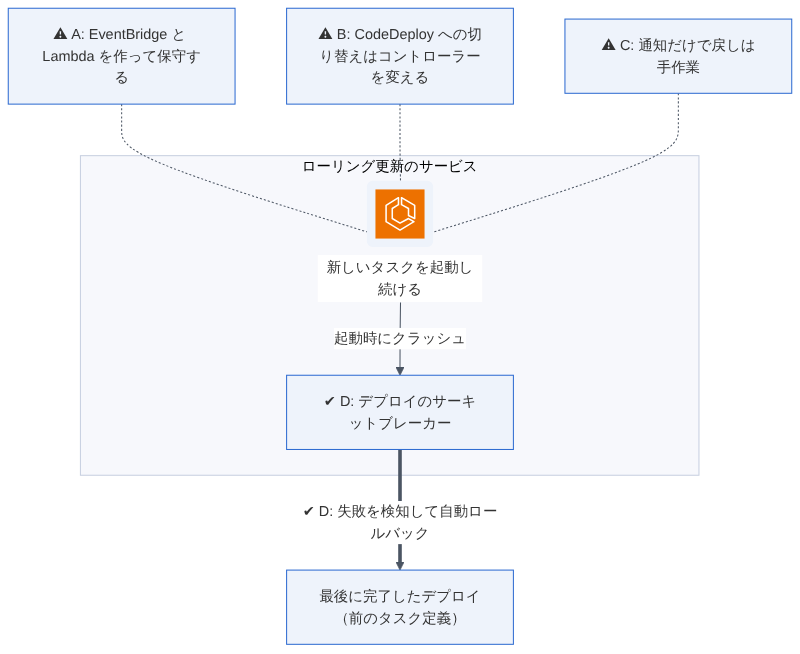 ⚠ A: EventBridge と
Lambda を作って保守す
る
⚠ B: CodeDeploy への切
り替えはコントローラー
を変える
⚠ C: 通知だけで戻しは
手作業
ローリング更新のサービス
新しいタスクを起動し
続ける
起動時にクラッシュ
✔ D: デプロイのサーキ
ットブレーカー
✔ D: 失敗を検知して自動ロー
ルバック
最後に完了したデプロイ
（前のタスク定義）